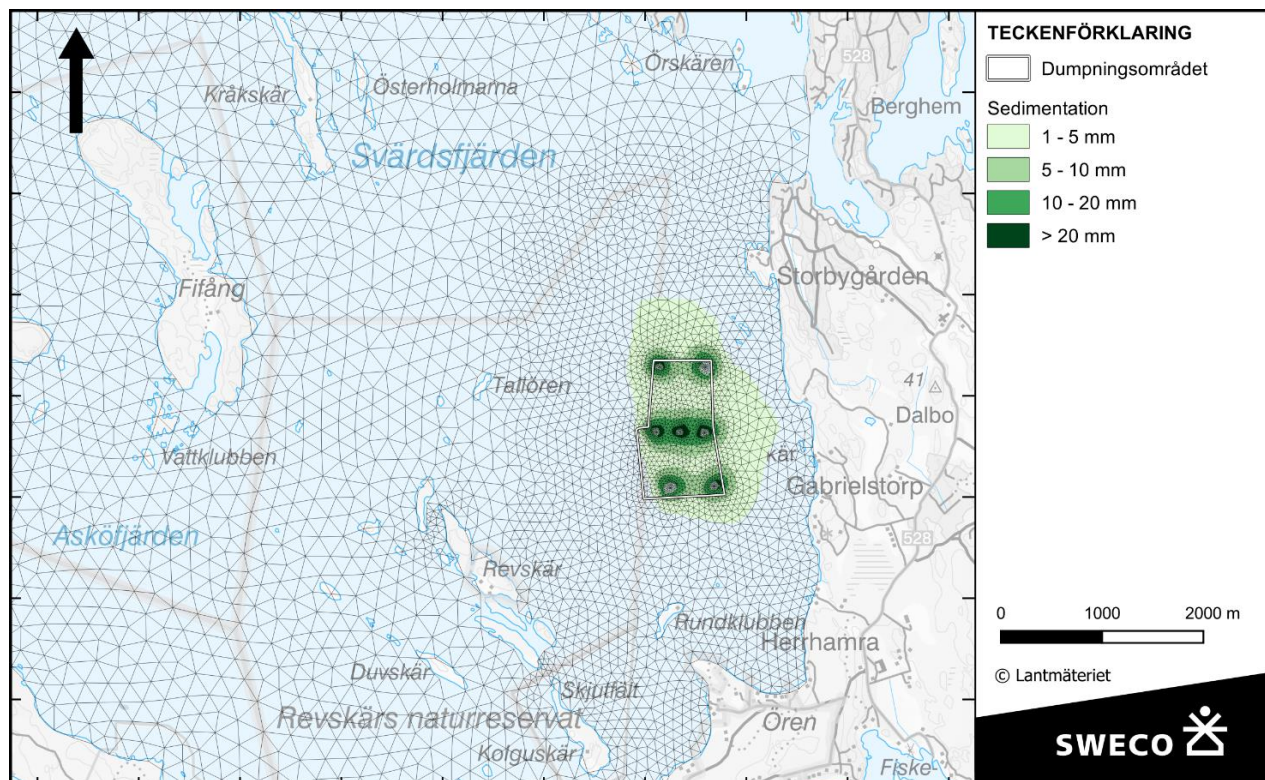 Örskären
528
Berghem
Kråkskär
Österholmarna
Svärdsfjärden
Storbygården
Fifång
Tallören
41
Dalbo
Vättklubben
kär
Gabrielstorp
Asköfjärden
528
Revskär
Rundklubben
Herrhamra
Duvskär
Skjutfält
Revskärs naturreservat
Ören
Kolguskär
Fiske-
TECKENFÖRKLARING
Dumpningsområdet
Sedimentation
1 - 5 mm
5 - 10 mm
10 - 20 mm
> 20 mm
0 1000 2000 m
© Lantmäteriet
SWECO